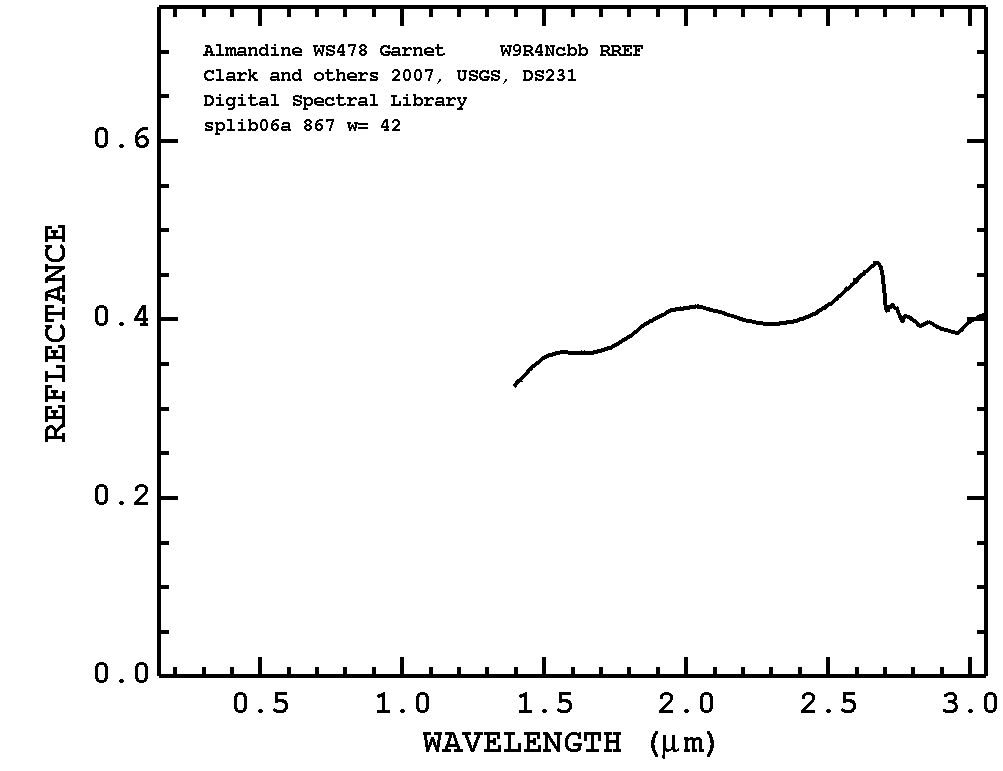 Almandine WS478 Garnet W9R4Ncbb RREF
Clark and others 2007, USGS, DS231
Digital Spectral Library
splib06a 867 w= 42
0.6
0.4
0.2
0.0
REFLECTANCE
0.5 1.0 1.5 2.0 2.5 3.0
WAVELENGTH (μm)